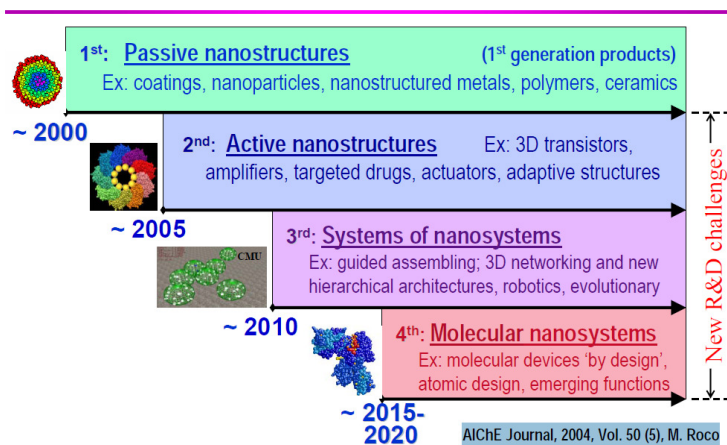 1st: Passive nanostructures (1st generation products)
Ex: coatings, nanoparticles, nanostructured metals, polymers, ceramics
~ 2000
2nd: Active nanostructures Ex: 3D transistors,
amplifiers, targeted drugs, actuators, adaptive structures
~ 2005
CMU
3rd: Systems of nanosystems
Ex: guided assembling; 3D networking and new
hierarchical architectures, robotics, evolutionary
~ 2010
4th: Molecular nanosystems
Ex: molecular devices ‘by design’,
atomic design, emerging functions
~ 2015-
2020
New R&D challenges
AIChE Journal, 2004, Vol. 50 (5), M. Roco